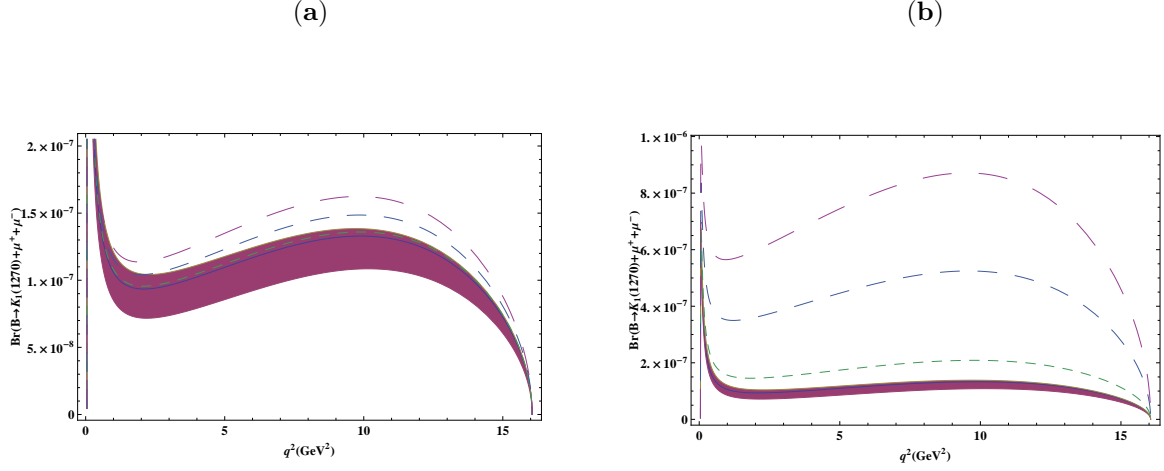 (a)
(b)
Br(B→K₁(1270)+μ⁺+μ⁻)
2.×10⁻⁷
1.5×10⁻⁷
1.×10⁻⁷
5.×10⁻⁸
0
0 5 10 15
q²(GeV²)
Br(B→K₁(1270)+μ⁺+μ⁻)
1.×10⁻⁶
8.×10⁻⁷
6.×10⁻⁷
4.×10⁻⁷
2.×10⁻⁷
0
0 5 10 15
q²(GeV²)